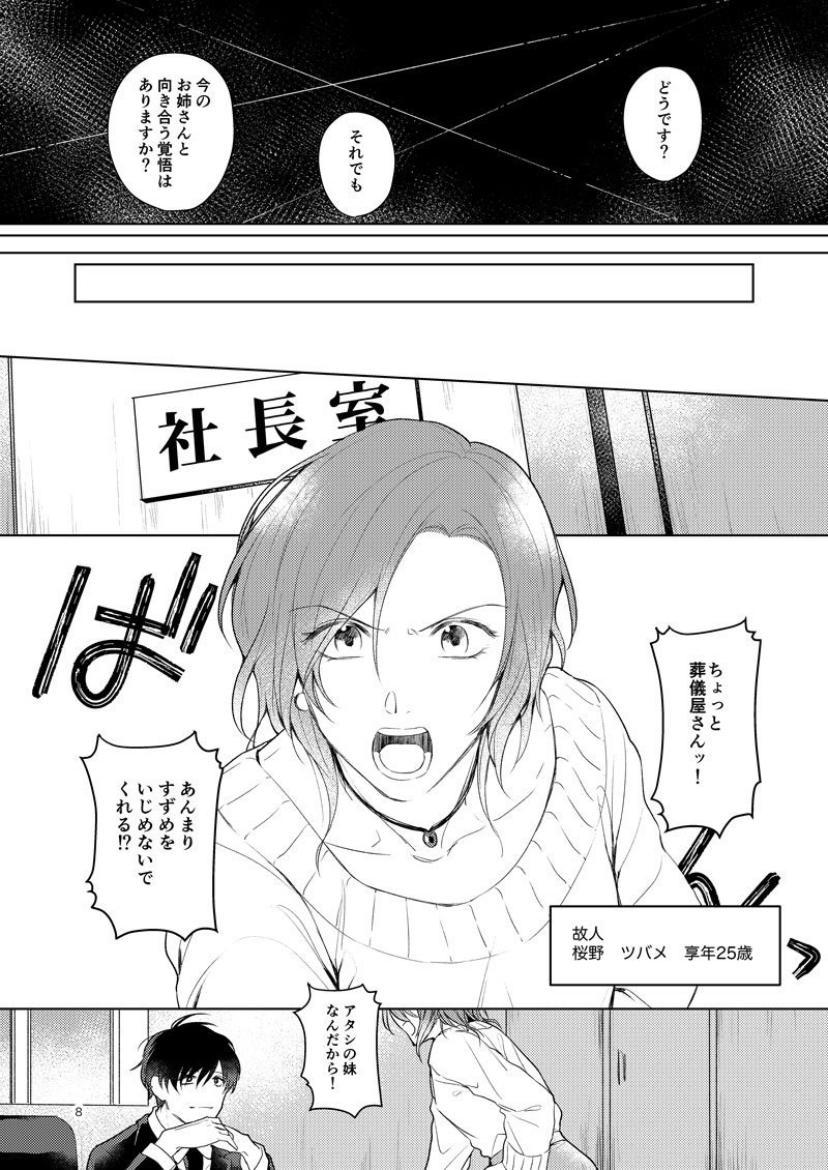 どうです?
それでも
今の
お姉さんと
向き合う覚悟は
ありますか?
社長室
ばんっ
ちょっと
葬儀屋さんッ!
あんまり
すずめを
いじめないで
くれる!?
故人
桜野 ツバメ 享年25歳
アタシの妹
なんだから!
8